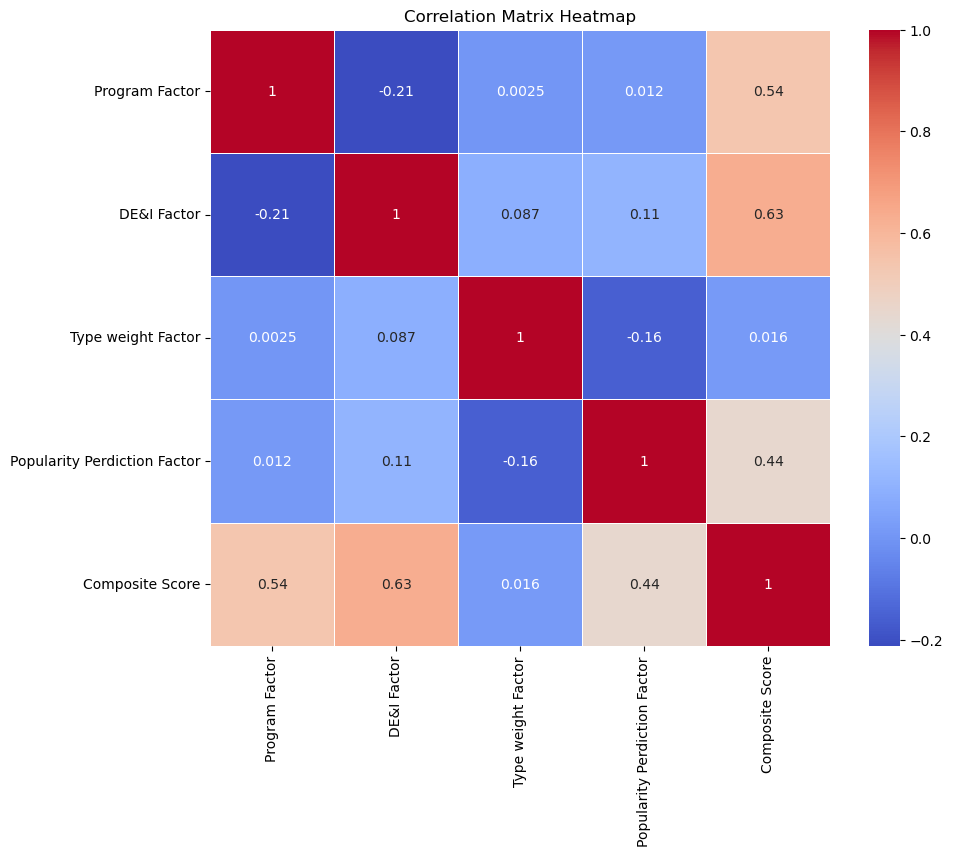 Correlation Matrix Heatmap
Program Factor 1 -0.21 0.0025 0.012 0.54
DE&I Factor -0.21 1 0.087 0.11 0.63
Type weight Factor 0.0025 0.087 1 -0.16 0.016
Popularity Perdiction Factor 0.012 0.11 -0.16 1 0.44
Composite Score 0.54 0.63 0.016 0.44 1
Program Factor
DE&I Factor
Type weight Factor
Popularity Perdiction Factor
Composite Score
1.0
0.8
0.6
0.4
0.2
0.0
−0.2